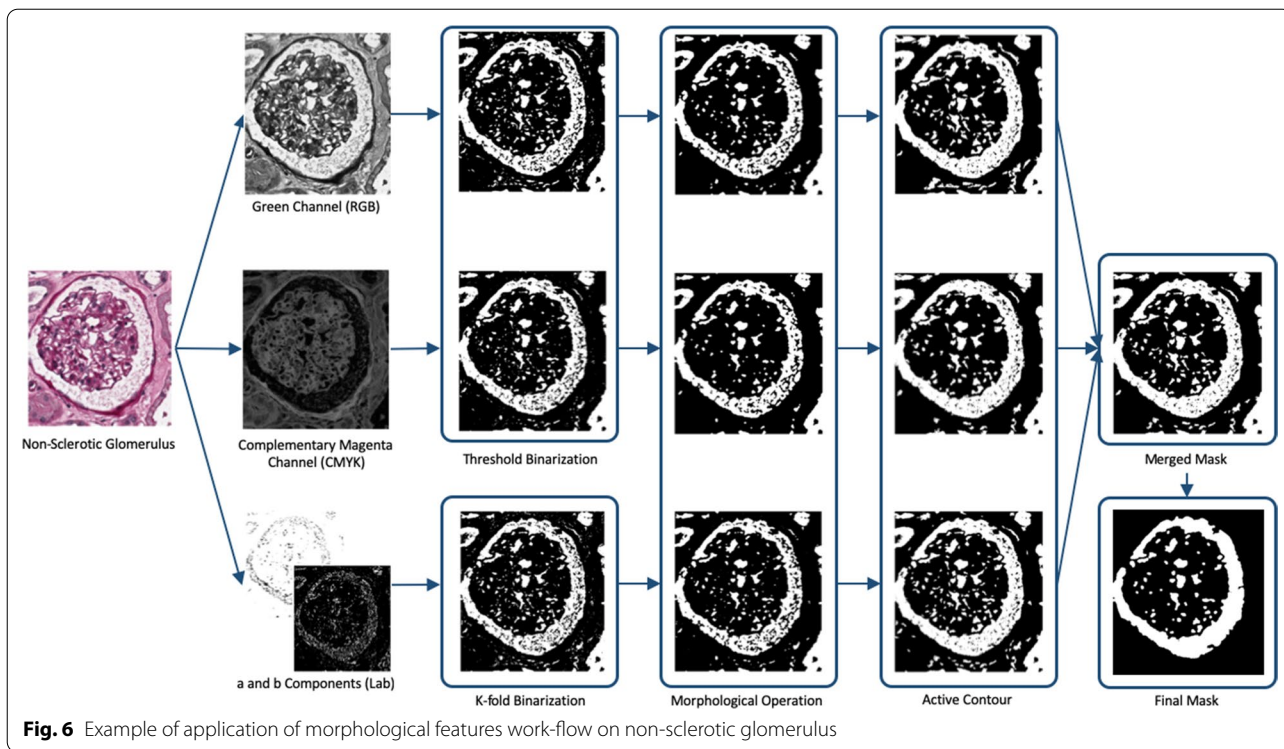 Green Channel (RGB)
Non-Sclerotic Glomerulus
Complementary Magenta
Channel (CMYK)
Threshold Binarization
Merged Mask
a and b Components (Lab)
K-fold Binarization
Morphological Operation
Active Contour
Final Mask
Fig. 6 Example of application of morphological features work-flow on non-sclerotic glomerulus